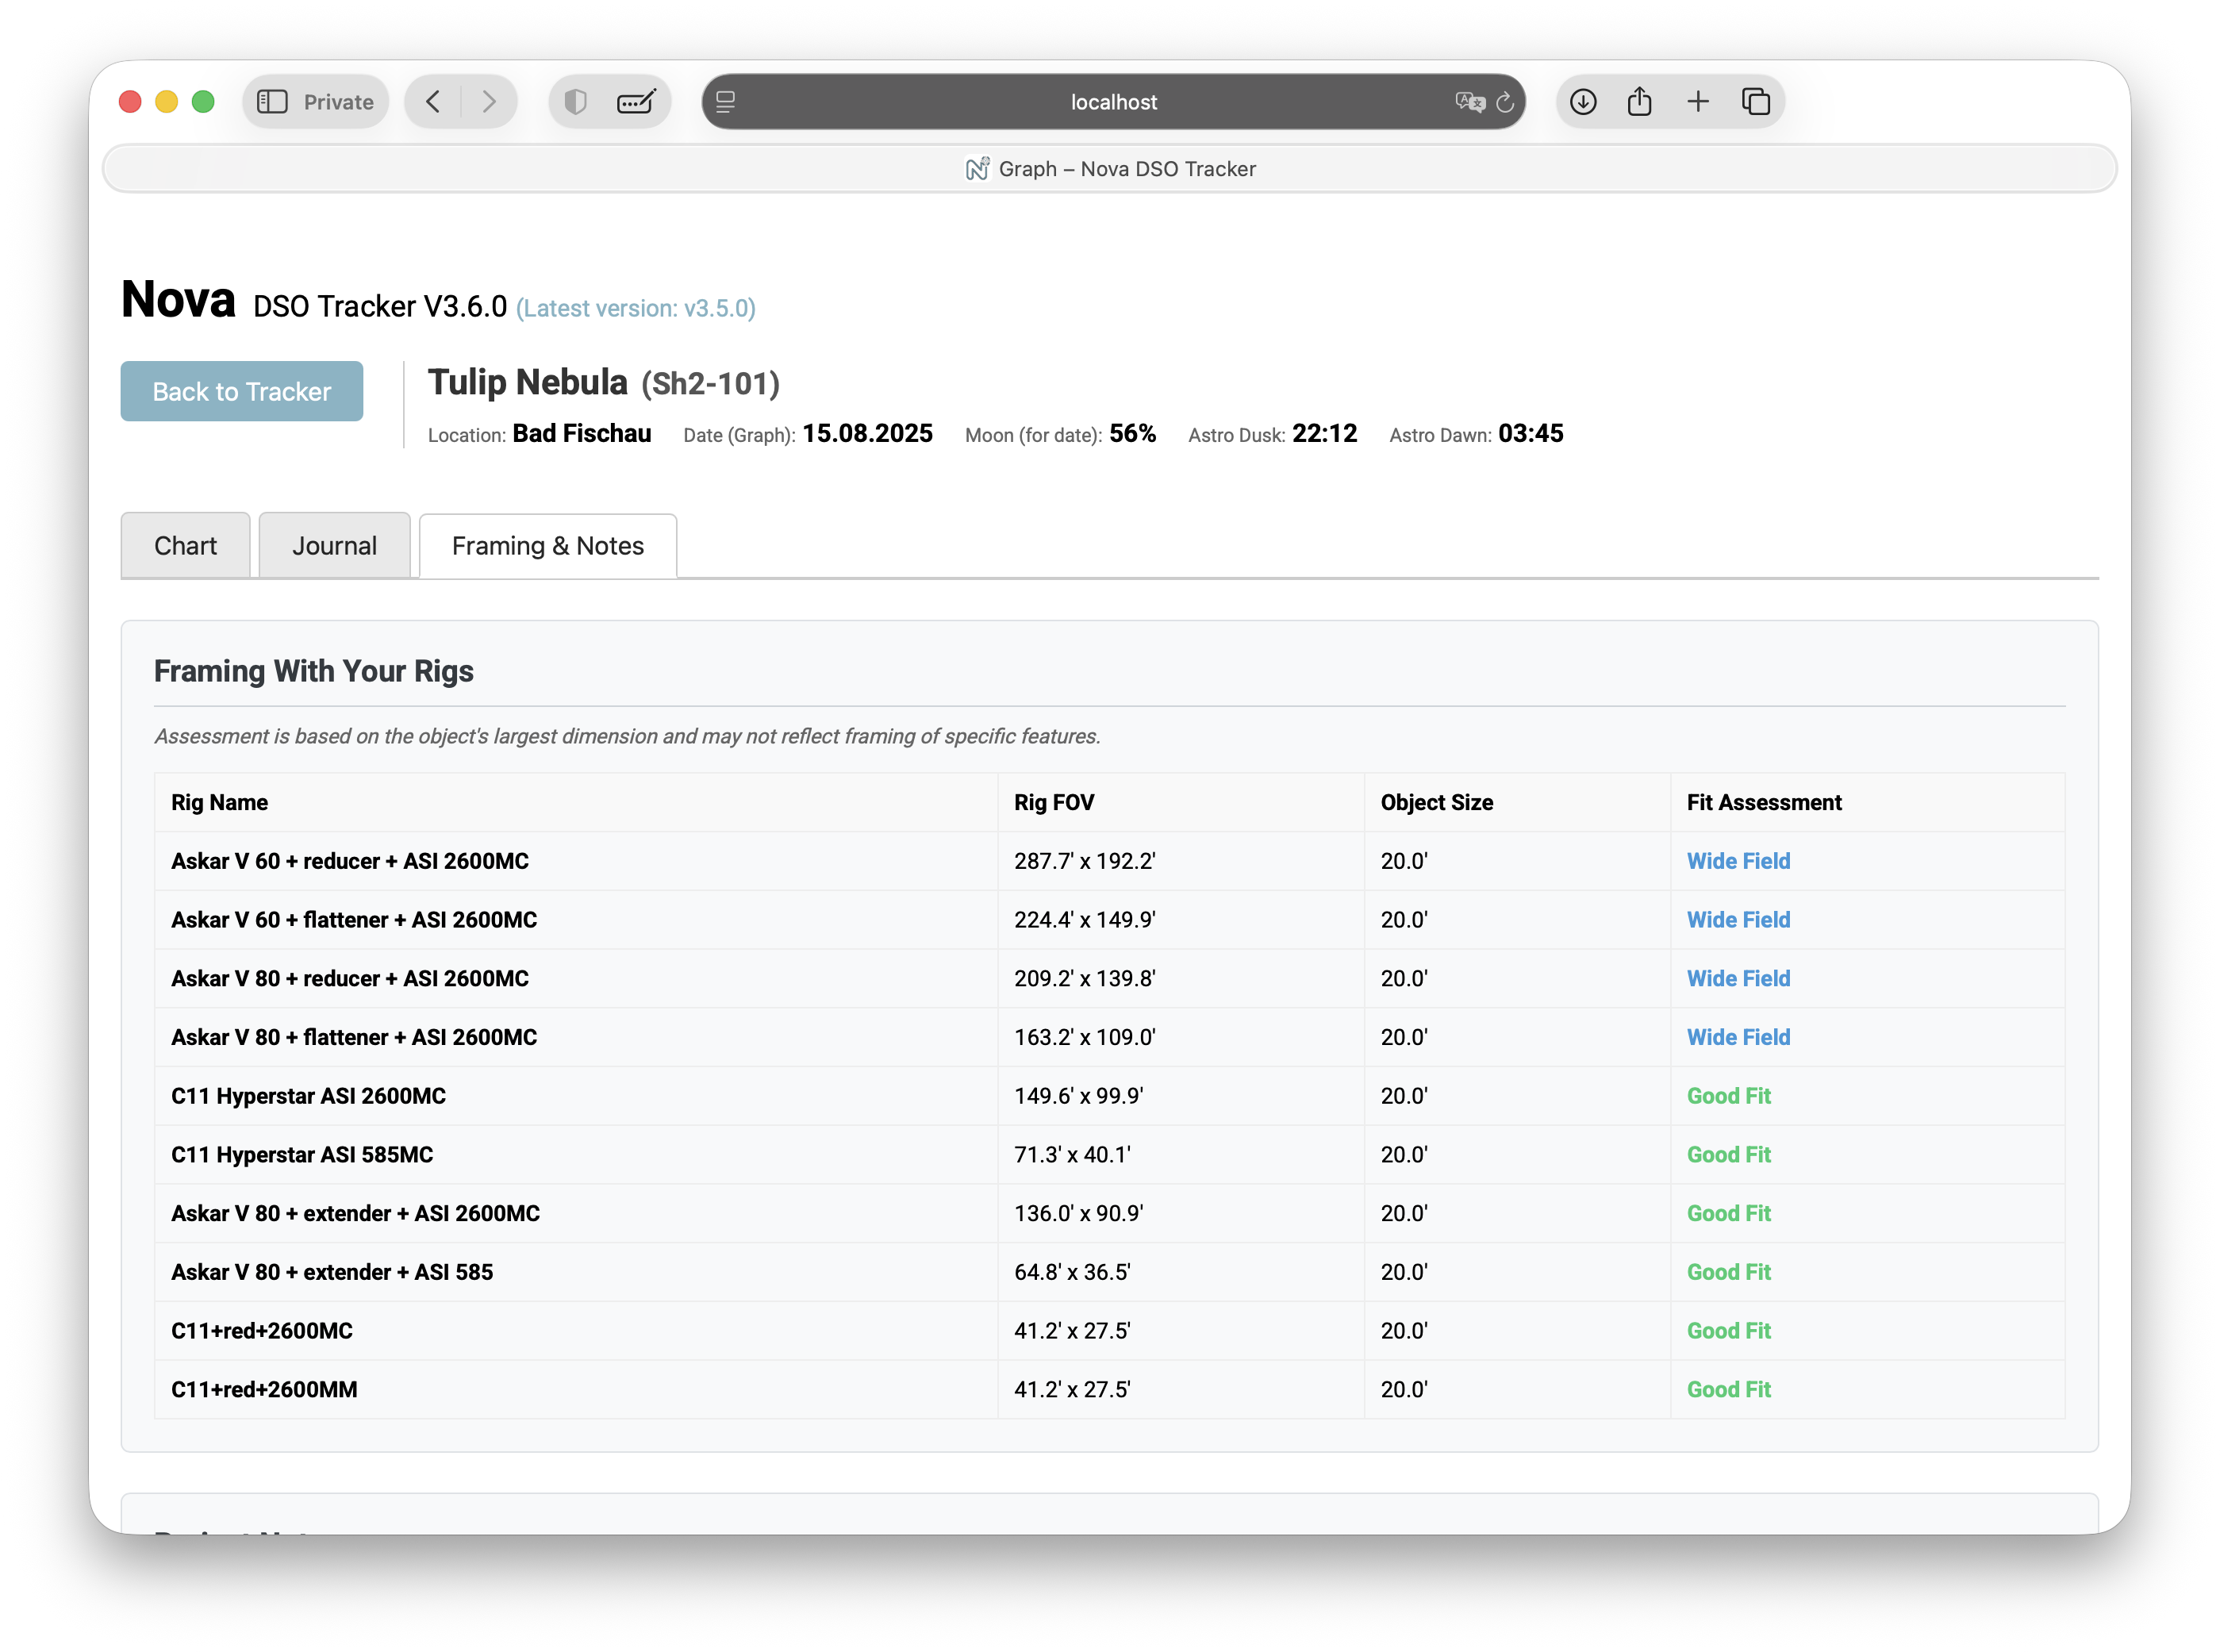 Private
localhost
Graph – Nova DSO Tracker
Nova DSO Tracker V3.6.0 (Latest version: v3.5.0)
Back to Tracker
Tulip Nebula (Sh2-101)
Location: Bad Fischau Date (Graph): 15.08.2025 Moon (for date): 56% Astro Dusk: 22:12 Astro Dawn: 03:45
Chart Journal Framing & Notes
Framing With Your Rigs
Assessment is based on the object's largest dimension and may not reflect framing of specific features.
Rig Name Rig FOV Object Size Fit Assessment
Askar V 60 + reducer + ASI 2600MC 287.7' x 192.2' 20.0' Wide Field
Askar V 60 + flattener + ASI 2600MC 224.4' x 149.9' 20.0' Wide Field
Askar V 80 + reducer + ASI 2600MC 209.2' x 139.8' 20.0' Wide Field
Askar V 80 + flattener + ASI 2600MC 163.2' x 109.0' 20.0' Wide Field
C11 Hyperstar ASI 2600MC 149.6' x 99.9' 20.0' Good Fit
C11 Hyperstar ASI 585MC 71.3' x 40.1' 20.0' Good Fit
Askar V 80 + extender + ASI 2600MC 136.0' x 90.9' 20.0' Good Fit
Askar V 80 + extender + ASI 585 64.8' x 36.5' 20.0' Good Fit
C11+red+2600MC 41.2' x 27.5' 20.0' Good Fit
C11+red+2600MM 41.2' x 27.5' 20.0' Good Fit